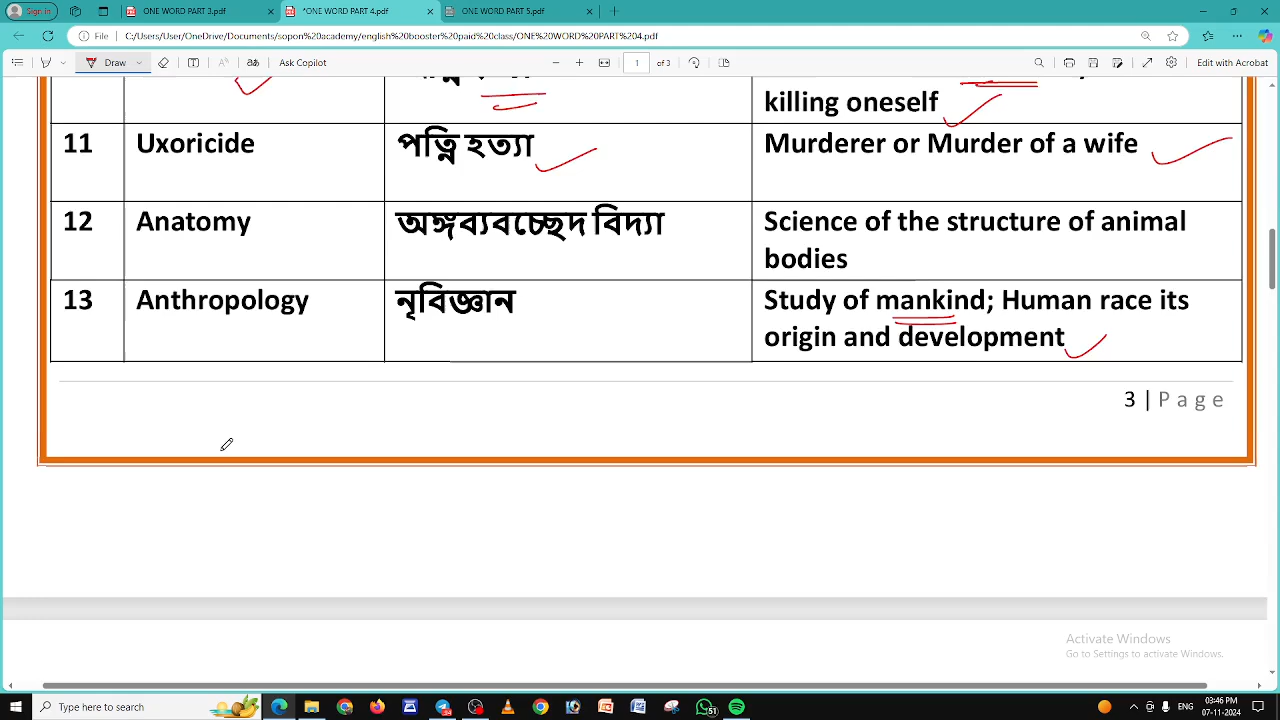 Sign in
ONE WORD PART 3.pdf
*ONE WORD PART 4.pdf
ONE WORD PART 5.pdf
File
C:/Users/User/OneDrive/Documents/sopon%20academy/english%20booster%20paid%20class/ONE%20WORD%20PART%204.pdf
Draw
Ask Copilot
1 of 3
Edit with Acrobat
killing oneself
11 Uxoricide পত্নি হত্যা Murderer or Murder of a wife
12 Anatomy অঙ্গব্যবচ্ছেদ বিদ্যা Science of the structure of animal
bodies
13 Anthropology নৃবিজ্ঞান Study of mankind; Human race its
origin and development
3 | Page
Activate Windows
Go to Settings to activate Windows.
Type here to search
51
ENG
03:46 PM
07-11-2024